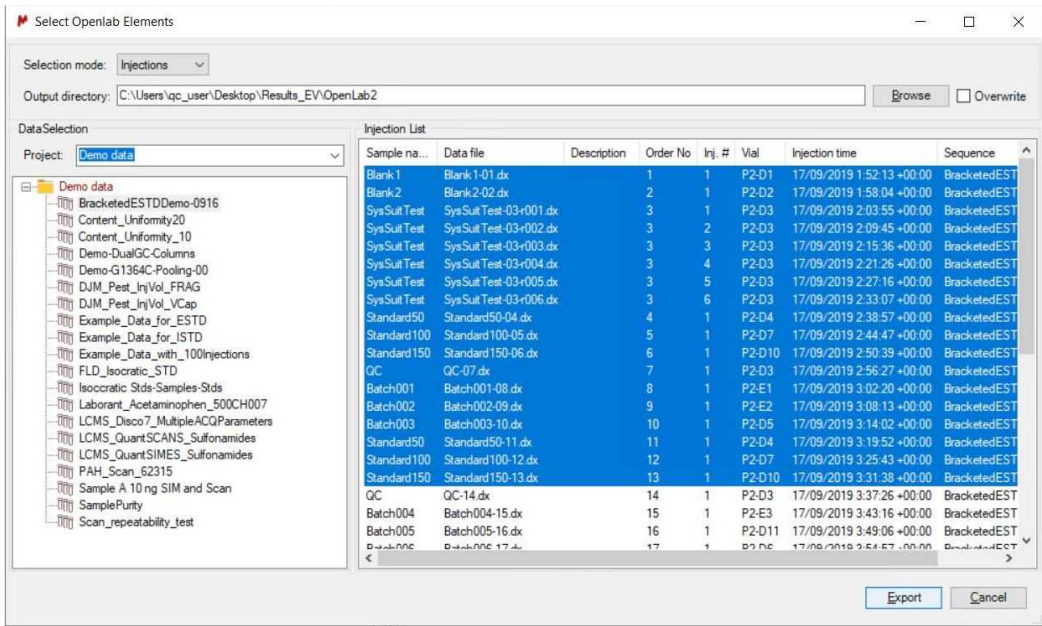 Select Openlab Elements
Selection mode: Injections
Output directory: C:\Users\qc_user\Desktop\Results_EV\OpenLab2 Browse Overwrite
DataSelection
Project: Demo data
Demo data
BracketedESTDDemo-0916
Content_Uniformity20
Content_Uniformity_10
Demo-DualGC-Columns
Demo-G1364C-Pooling-00
DJM_Pest_InjVol_FRAG
DJM_Pest_InjVol_VCap
Example_Data_for_ESTD
Example_Data_for_ISTD
Example_Data_with_100Injections
FLD_Isocratic_STD
Isoccratic Stds-Samples-Stds
Laborant_Acetaminophen_500CH007
LCMS_Disco7_MultipleACQParameters
LCMS_QuantSCANS_Sulfonamides
LCMS_QuantSIMES_Sulfonamides
PAH_Scan_62315
Sample A 10 ng SIM and Scan
SamplePurity
Scan_repeatability_test
Injection List
Sample na... Data file Description Order No Inj. # Vial Injection time Sequence
Blank1 Blank1-01.dx 1 1 P2-D1 17/09/2019 1:52:13 +00:00 BracketedEST
Blank2 Blank2-02.dx 2 1 P2-D2 17/09/2019 1:58:04 +00:00 BracketedEST
SysSuitTest SysSuitTest-03-r001.dx 3 1 P2-D3 17/09/2019 2:03:55 +00:00 BracketedEST
SysSuitTest SysSuitTest-03-r002.dx 3 2 P2-D3 17/09/2019 2:09:45 +00:00 BracketedEST
SysSuitTest SysSuitTest-03-r003.dx 3 3 P2-D3 17/09/2019 2:15:36 +00:00 BracketedEST
SysSuitTest SysSuitTest-03-r004.dx 3 4 P2-D3 17/09/2019 2:21:26 +00:00 BracketedEST
SysSuitTest SysSuitTest-03-r005.dx 3 5 P2-D3 17/09/2019 2:27:16 +00:00 BracketedEST
SysSuitTest SysSuitTest-03-r006.dx 3 6 P2-D3 17/09/2019 2:33:07 +00:00 BracketedEST
Standard50 Standard50-04.dx 4 1 P2-D4 17/09/2019 2:38:57 +00:00 BracketedEST
Standard100 Standard100-05.dx 5 1 P2-D7 17/09/2019 2:44:47 +00:00 BracketedEST
Standard150 Standard150-06.dx 6 1 P2-D10 17/09/2019 2:50:39 +00:00 BracketedEST
QC QC-07.dx 7 1 P2-D3 17/09/2019 2:56:27 +00:00 BracketedEST
Batch001 Batch001-08.dx 8 1 P2-E1 17/09/2019 3:02:20 +00:00 BracketedEST
Batch002 Batch002-09.dx 9 1 P2-E2 17/09/2019 3:08:13 +00:00 BracketedEST
Batch003 Batch003-10.dx 10 1 P2-D5 17/09/2019 3:14:02 +00:00 BracketedEST
Standard50 Standard50-11.dx 11 1 P2-D4 17/09/2019 3:19:52 +00:00 BracketedEST
Standard100 Standard100-12.dx 12 1 P2-D7 17/09/2019 3:25:43 +00:00 BracketedEST
Standard150 Standard150-13.dx 13 1 P2-D10 17/09/2019 3:31:38 +00:00 BracketedEST
QC QC-14.dx 14 1 P2-D3 17/09/2019 3:37:26 +00:00 BracketedEST
Batch004 Batch004-15.dx 15 1 P2-E3 17/09/2019 3:43:16 +00:00 BracketedEST
Batch005 Batch005-16.dx 16 1 P2-D11 17/09/2019 3:49:06 +00:00 BracketedEST
Batch006 Batch006-17.dx 17 1 P2-D6 17/09/2019 3:54:57 +00:00 BracketedEST
Export Cancel